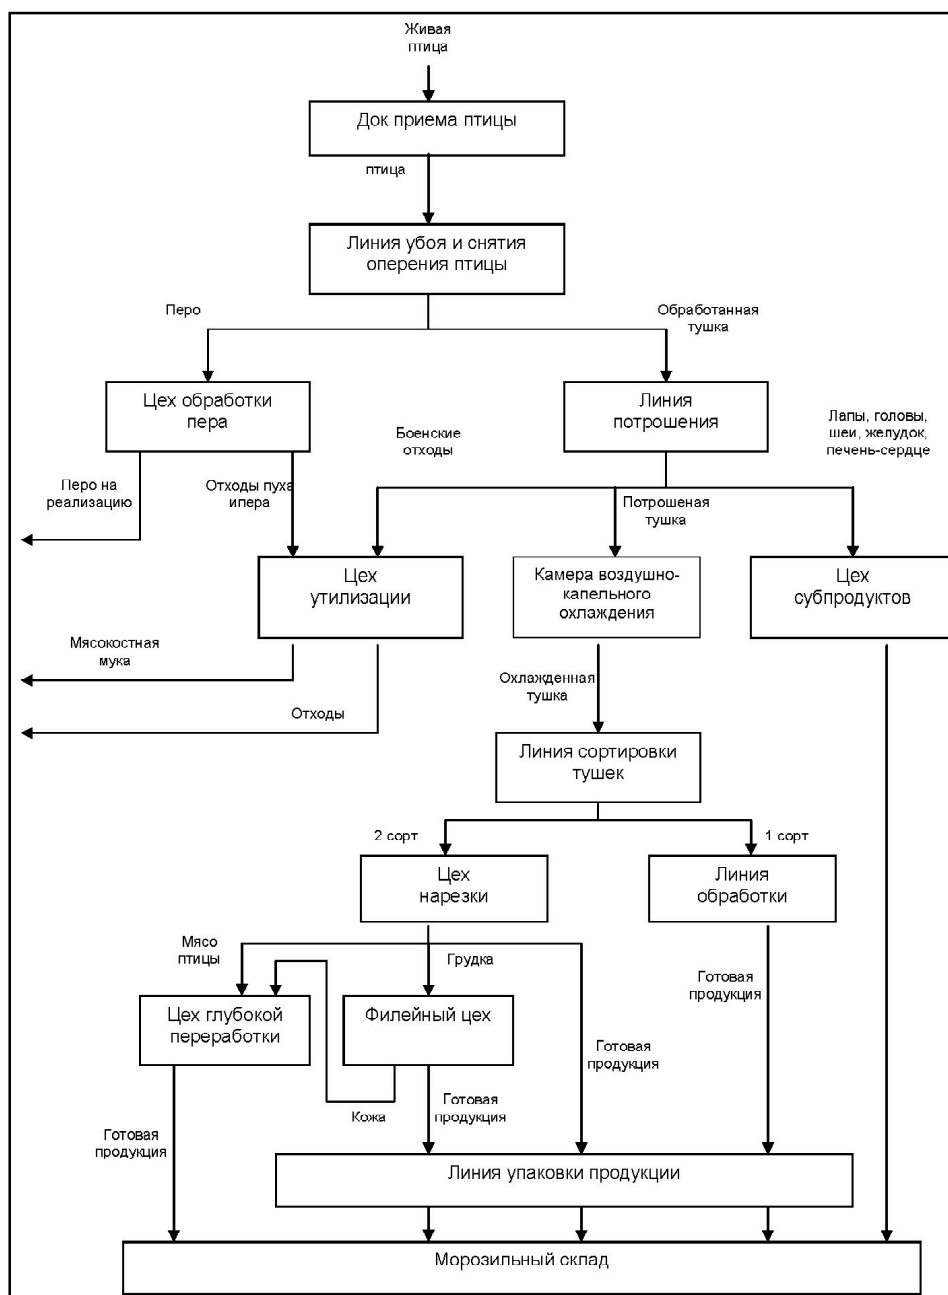 Живая
птица
Док приема птицы
птица
Линия убоя и снятия
оперения птицы
Перо
Обработанная
тушка
Цех обработки
пера
Линия
потрошения
Лапы, головы,
шеи, желудок,
печень-сердце
Боенские
отходы
Перо на
реализацию
Отходы пуха
ипера
Потрошеная
тушка
Цех
утилизации
Камера воздушно-
капельного
охлаждения
Цех
субпродуктов
Мясокостная
мука
Охлажденная
тушка
Отходы
Линия сортировки
тушек
2 сорт
1 сорт
Цех
нарезки
Линия
обработки
Мясо
птицы
Грудка
Готовая
продукция
Цех глубокой
переработки
Филейный цех
Готовая
продукция
Кожа
Готовая
продукция
Готовая
продукция
Линия упаковки продукции
Морозильный склад